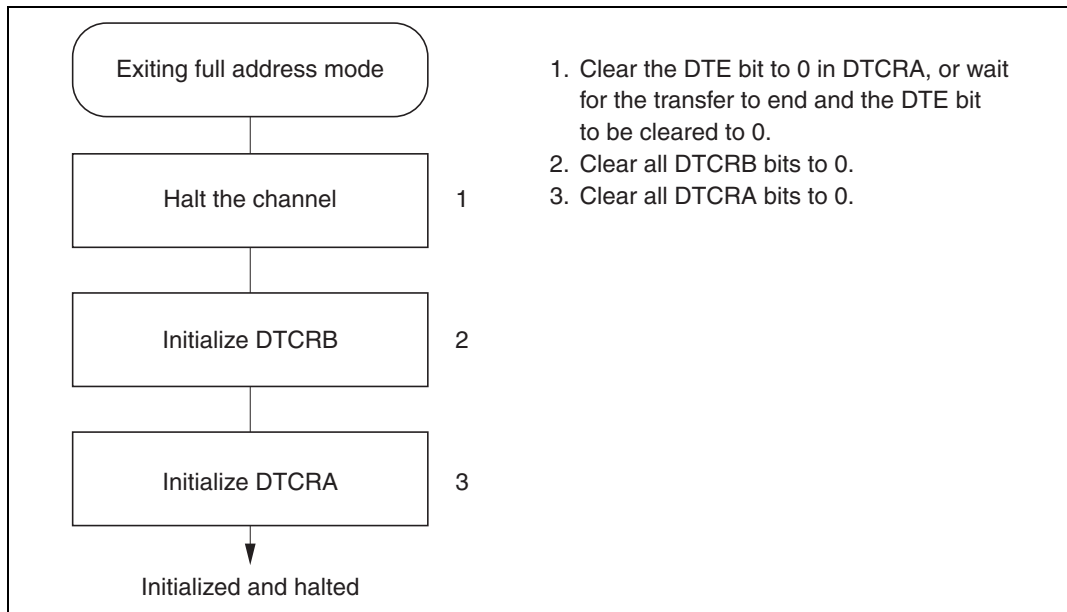 Exiting full address mode
Halt the channel
1
Initialize DTCRB
2
Initialize DTCRA
3
Initialized and halted
1. Clear the DTE bit to 0 in DTCRA, or wait
for the transfer to end and the DTE bit
to be cleared to 0.
2. Clear all DTCRB bits to 0.
3. Clear all DTCRA bits to 0.